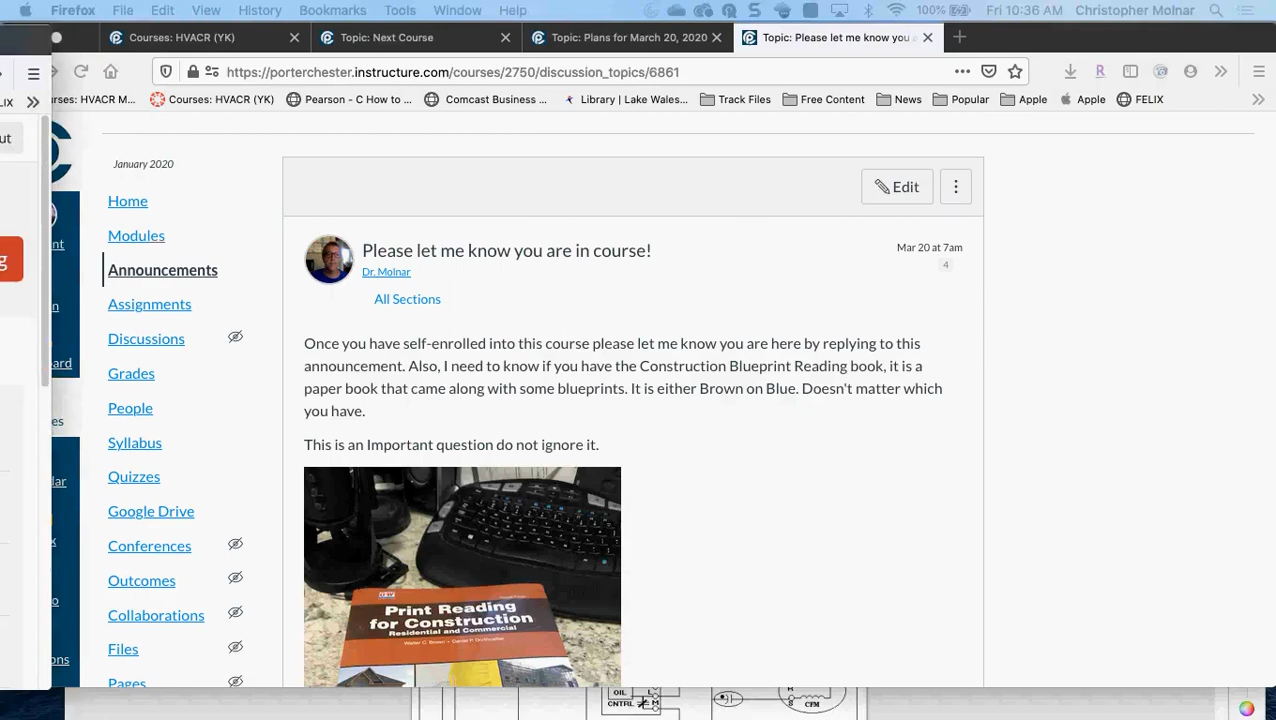 Firefox File Edit View History Bookmarks Tools Window Help 100% Fri 10:36 AM Christopher Molnar
Courses: HVACR (YK) Topic: Next Course Topic: Plans for March 20, 2020 Topic: Please let me know you a
https://porterchester.instructure.com/courses/2750/discussion_topics/6861
urses: HVACR M... Courses: HVACR (YK) Pearson - C How to ... Comcast Business ... Library | Lake Wales... Track Files Free Content News Popular Apple Apple FELIX
January 2020
Edit
Home
Modules
Announcements
Assignments
Discussions
Grades
People
Syllabus
Quizzes
Google Drive
Conferences
Outcomes
Collaborations
Files
Pages
Please let me know you are in course!
Mar 20 at 7am
Dr. Molnar
4
All Sections
Once you have self-enrolled into this course please let me know you are here by replying to this
announcement. Also, I need to know if you have the Construction Blueprint Reading book, it is a
paper book that came along with some blueprints. It is either Brown on Blue. Doesn't matter which
you have.
This is an Important question do not ignore it.
Print Reading
for Construction
Residential and Commercial
OIL
CNTRL
CFM